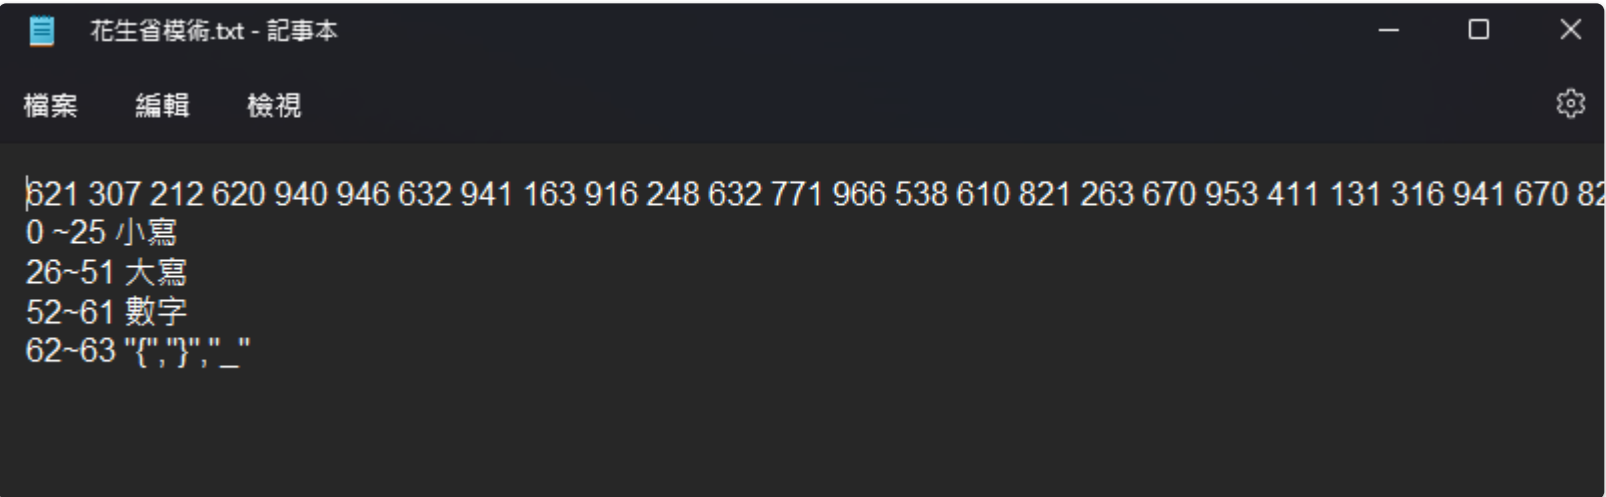 花生省模術.txt - 記事本
檔案 編輯 檢視
621 307 212 620 940 946 632 941 163 916 248 632 771 966 538 610 821 263 670 953 411 131 316 941 670 82
0 ~25 小寫
26~51 大寫
52~61 數字
62~63 "{","}","_"